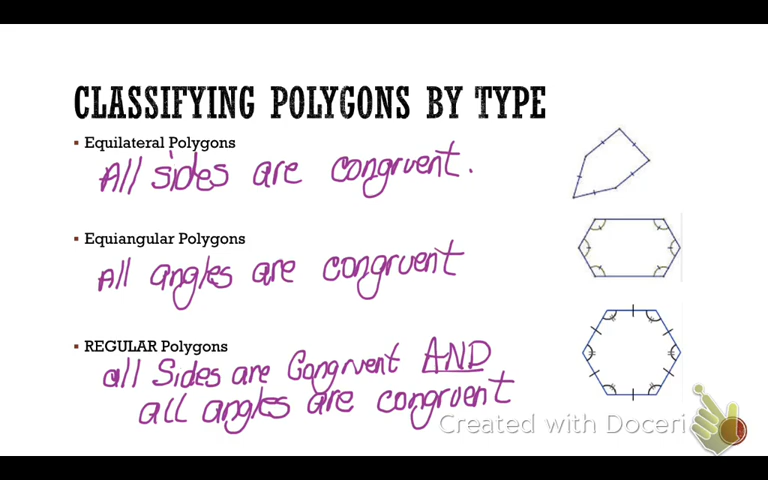 CLASSIFYING POLYGONS BY TYPE
▪ Equilateral Polygons
All sides are congruent.
▪ Equiangular Polygons
All angles are congruent
▪ REGULAR Polygons
all Sides are Congruent AND
all angles are congruent
Created with Doceri